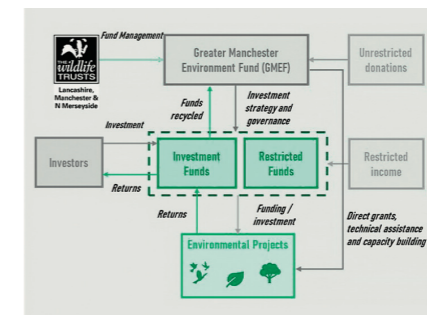 Fund Management
THE
wildlife
TRUSTS
Lancashire,
Manchester &
N Merseyside
Greater Manchester
Environment Fund (GMEF)
Unrestricted
donations
Funds
recycled
Investment
strategy and
governance
Investment
Investors
Returns
Investment
Funds
Restricted
Funds
Restricted
income
Returns
Funding /
investment
Direct grants,
technical assistance
and capacity building
Environmental Projects